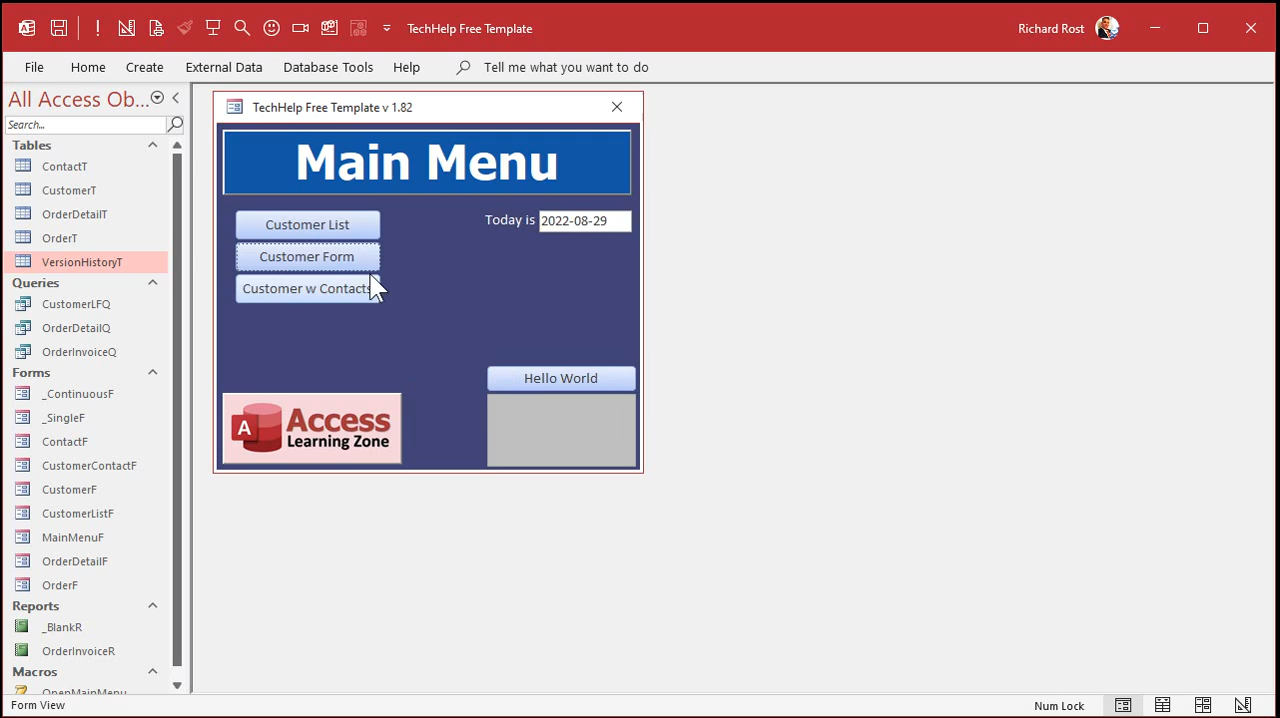 TechHelp Free Template
Richard Rost
File Home Create External Data Database Tools Help Tell me what you want to do
All Access Ob...
Search...
Tables
ContactT
CustomerT
OrderDetailT
OrderT
VersionHistoryT
Queries
CustomerLFQ
OrderDetailQ
OrderInvoiceQ
Forms
_ContinuousF
_SingleF
ContactF
CustomerContactF
CustomerF
CustomerListF
MainMenuF
OrderDetailF
OrderF
Reports
_BlankR
OrderInvoiceR
Macros
OpenMainMenu
TechHelp Free Template v 1.82
Main Menu
Customer List
Today is 2022-08-29
Customer Form
Customer w Contacts
Hello World
A Access
Learning Zone
Form View
Num Lock